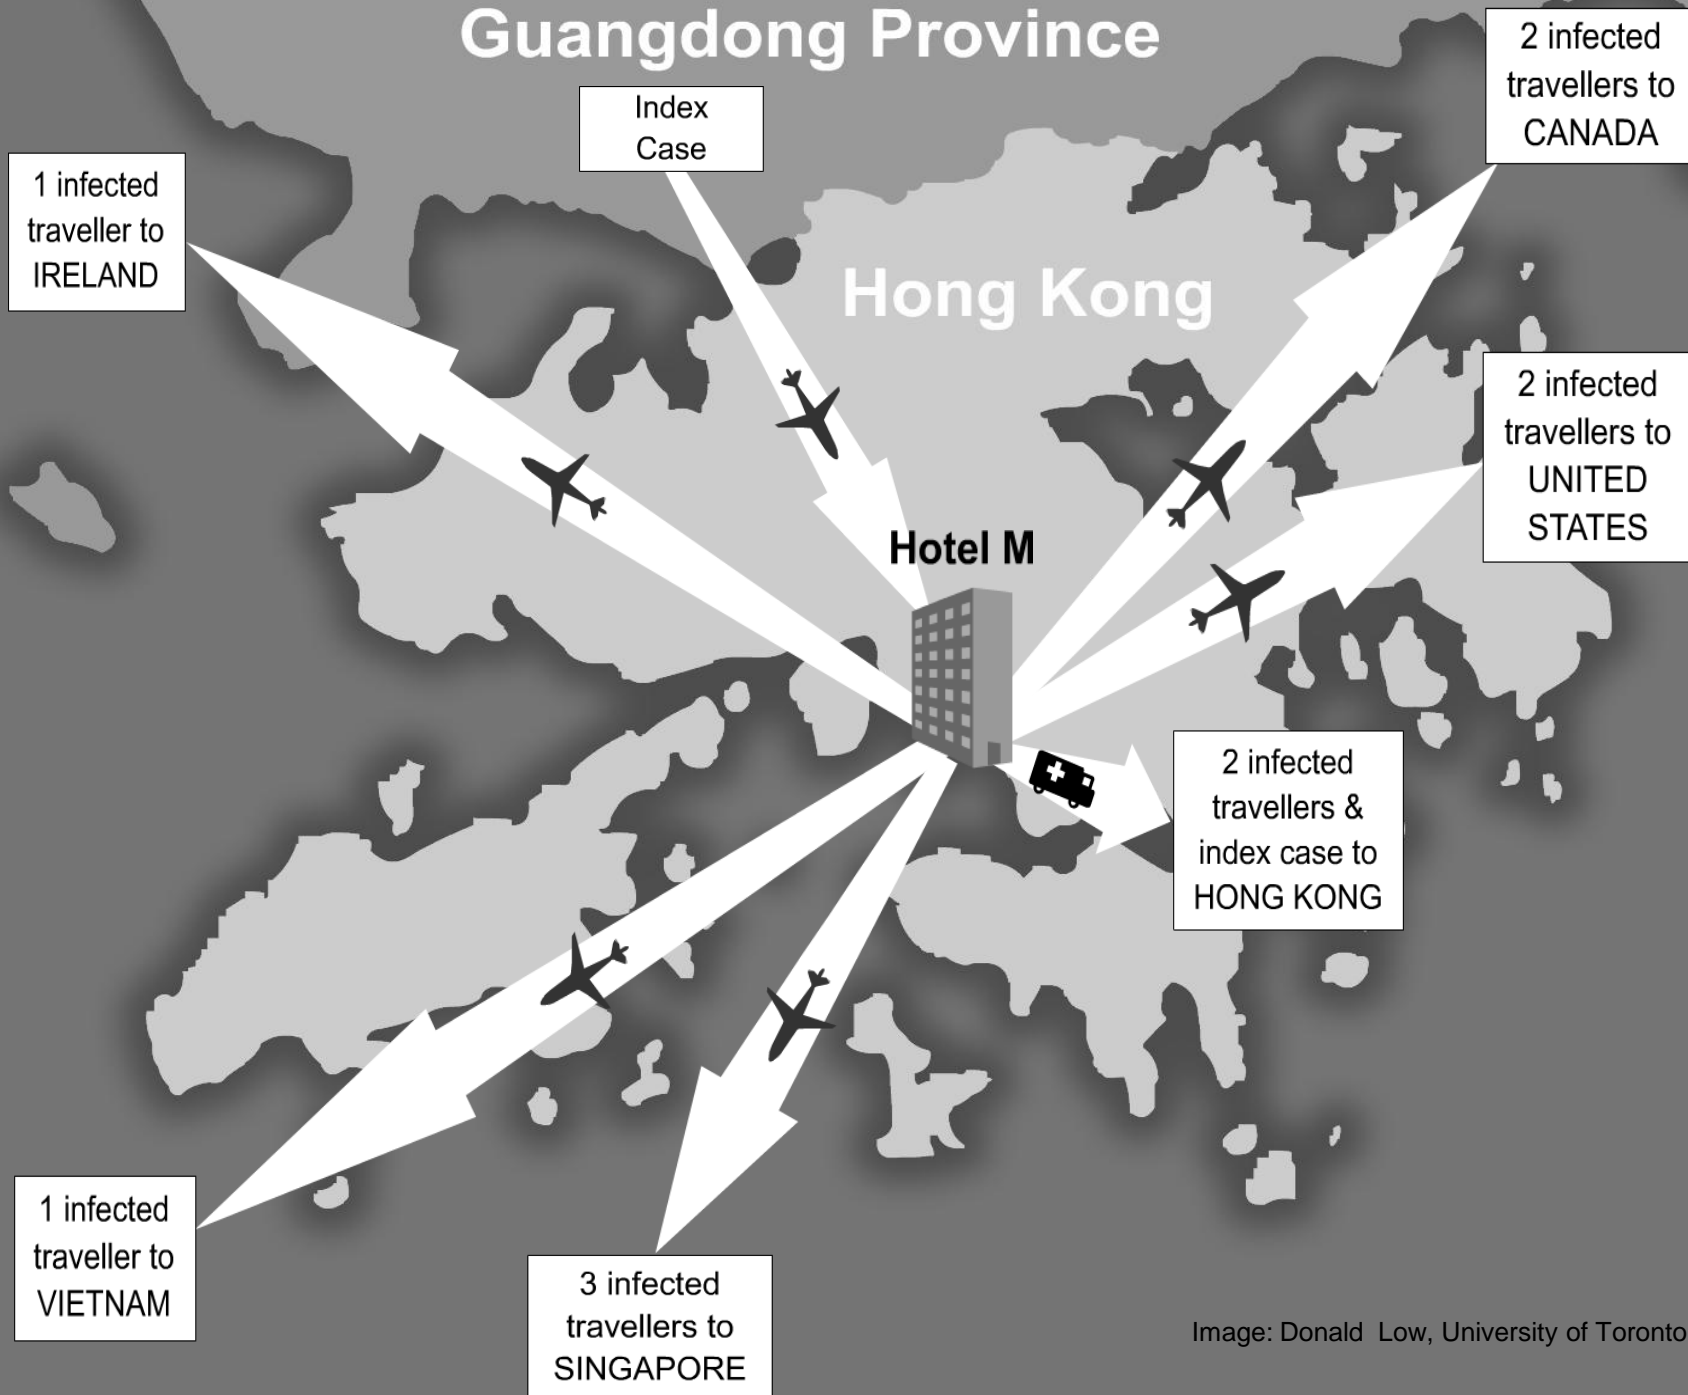 Guangdong Province
2 infected
travellers to
CANADA
Index
Case
1 infected
traveller to
IRELAND
Hong Kong
2 infected
travellers to
UNITED
STATES
Hotel M
2 infected
travellers &
index case to
HONG KONG
1 infected
traveller to
VIETNAM
3 infected
travellers to
SINGAPORE
Image: Donald Low, University of Toronto